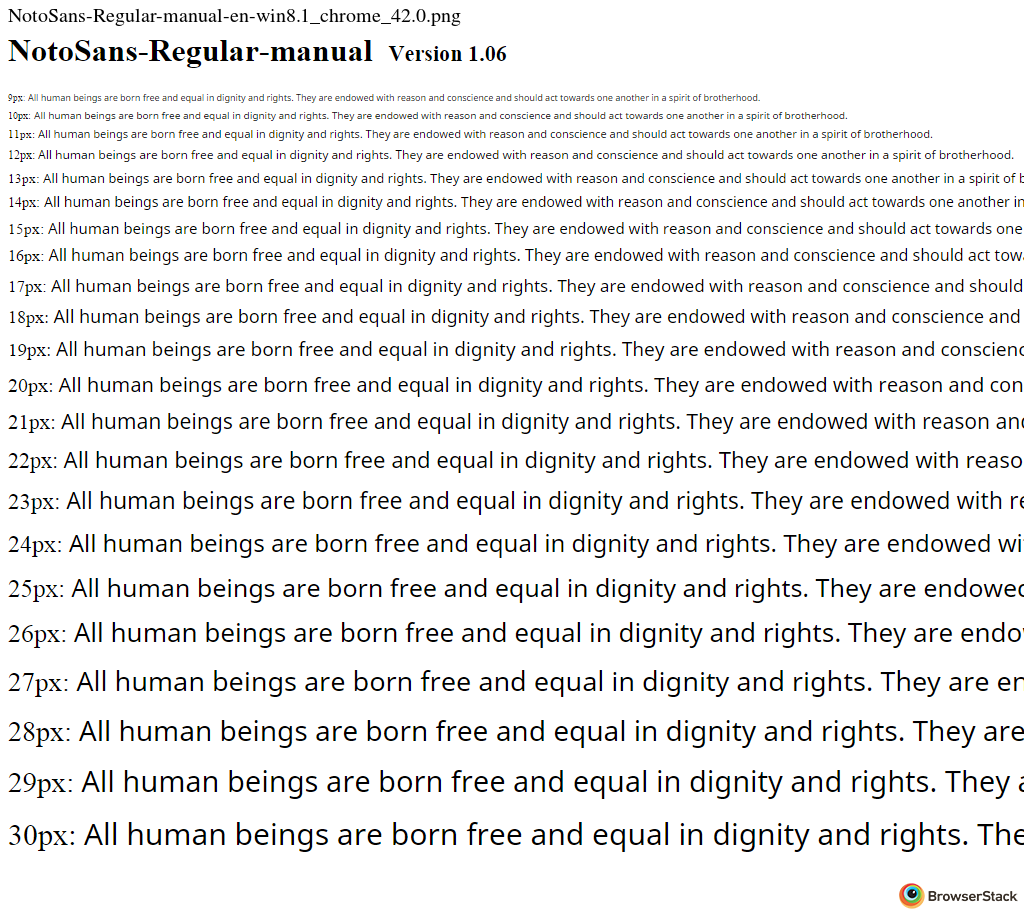 NotoSans-Regular-manual-en-win8.1_chrome_42.0.png
NotoSans-Regular-manual Version 1.06
9px: All human beings are born free and equal in dignity and rights. They are endowed with reason and conscience and should act towards one another in a spirit of brotherhood.
10px: All human beings are born free and equal in dignity and rights. They are endowed with reason and conscience and should act towards one another in a spirit of brotherhood.
11px: All human beings are born free and equal in dignity and rights. They are endowed with reason and conscience and should act towards one another in a spirit of brotherhood.
12px: All human beings are born free and equal in dignity and rights. They are endowed with reason and conscience and should act towards one another in a spirit of brotherhood.
13px: All human beings are born free and equal in dignity and rights. They are endowed with reason and conscience and should act towards one another in a spirit of b
14px: All human beings are born free and equal in dignity and rights. They are endowed with reason and conscience and should act towards one another in
15px: All human beings are born free and equal in dignity and rights. They are endowed with reason and conscience and should act towards one
16px: All human beings are born free and equal in dignity and rights. They are endowed with reason and conscience and should act tow
17px: All human beings are born free and equal in dignity and rights. They are endowed with reason and conscience and should
18px: All human beings are born free and equal in dignity and rights. They are endowed with reason and conscience and
19px: All human beings are born free and equal in dignity and rights. They are endowed with reason and conscienc
20px: All human beings are born free and equal in dignity and rights. They are endowed with reason and con
21px: All human beings are born free and equal in dignity and rights. They are endowed with reason and
22px: All human beings are born free and equal in dignity and rights. They are endowed with reaso
23px: All human beings are born free and equal in dignity and rights. They are endowed with re
24px: All human beings are born free and equal in dignity and rights. They are endowed wi
25px: All human beings are born free and equal in dignity and rights. They are endowed
26px: All human beings are born free and equal in dignity and rights. They are endo
27px: All human beings are born free and equal in dignity and rights. They are en
28px: All human beings are born free and equal in dignity and rights. They are
29px: All human beings are born free and equal in dignity and rights. They a
30px: All human beings are born free and equal in dignity and rights. The
BrowserStack